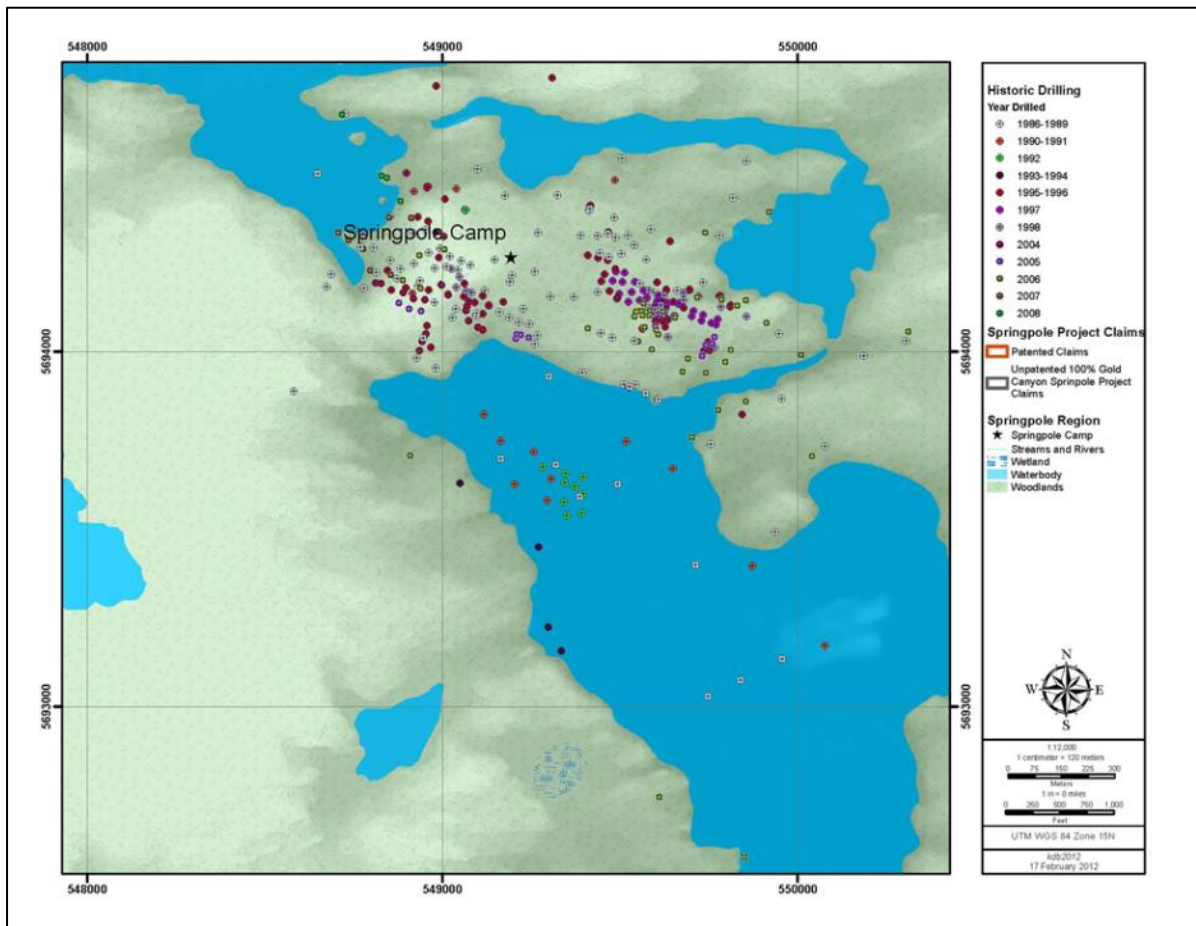 548000
549000
550000
5694000
5694000
Springpole Camp
5693000
5693000
548000
549000
550000
Historic Drilling
Year Drilled
1986-1989
1990-1991
1992
1993-1994
1995-1996
1997
1998
2004
2005
2006
2007
2008
Springpole Project Claims
Patented Claims
Unpatented 100% Gold
Canyon Sprinpole Project
Claims
Springpole Region
Springpole Camp
Streams and Rivers
Wetland
Waterbody
Woodlands
N
W E
S
1:12,000
1 centimeter = 120 meters
0 75 150 225 300
Meters
1 in = 0 miles
0 250 500 750 1,000
Feet
UTM WGS 84 Zone 15N
17 February 2012